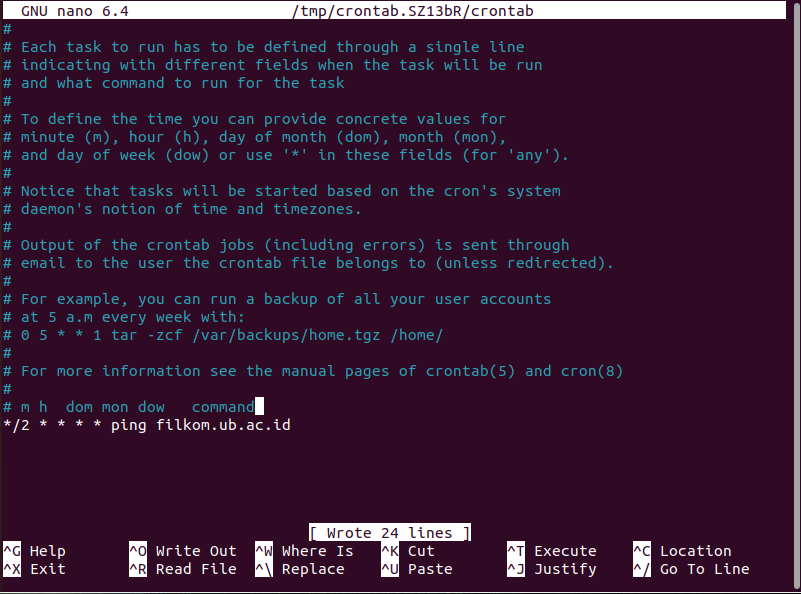 GNU nano 6.4 /tmp/crontab.SZ13bR/crontab
#
# Each task to run has to be defined through a single line
# indicating with different fields when the task will be run
# and what command to run for the task
#
# To define the time you can provide concrete values for
# minute (m), hour (h), day of month (dom), month (mon),
# and day of week (dow) or use '*' in these fields (for 'any').
#
# Notice that tasks will be started based on the cron's system
# daemon's notion of time and timezones.
#
# Output of the crontab jobs (including errors) is sent through
# email to the user the crontab file belongs to (unless redirected).
#
# For example, you can run a backup of all your user accounts
# at 5 a.m every week with:
# 0 5 * * 1 tar -zcf /var/backups/home.tgz /home/
#
# For more information see the manual pages of crontab(5) and cron(8)
#
# m h  dom mon dow   command
*/2 * * * * ping filkom.ub.ac.id
[ Wrote 24 lines ]
^G Help ^O Write Out ^W Where Is ^K Cut ^T Execute ^C Location
^X Exit ^R Read File ^\ Replace ^U Paste ^J Justify ^/ Go To Line